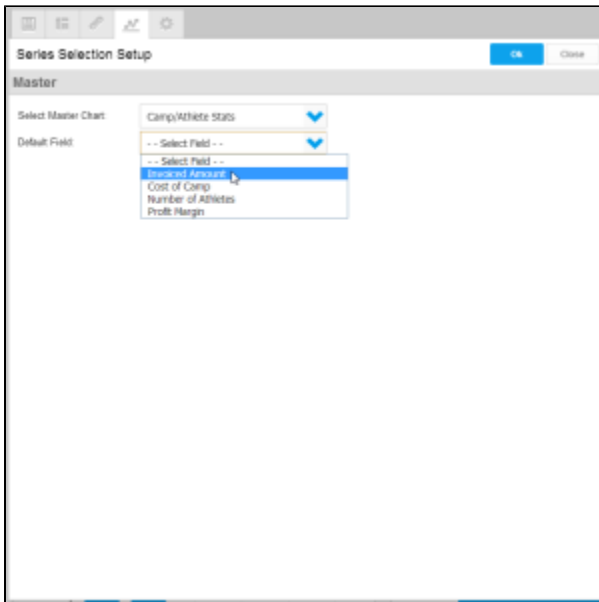 Series Selection Setup
Ok
Close
Master
Select Master Chart:
Camp/Athlete Stats
Default Field:
- - Select Field - -
- - Select Field - -
Invoiced Amount
Cost of Camp
Number of Athletes
Profit Margin